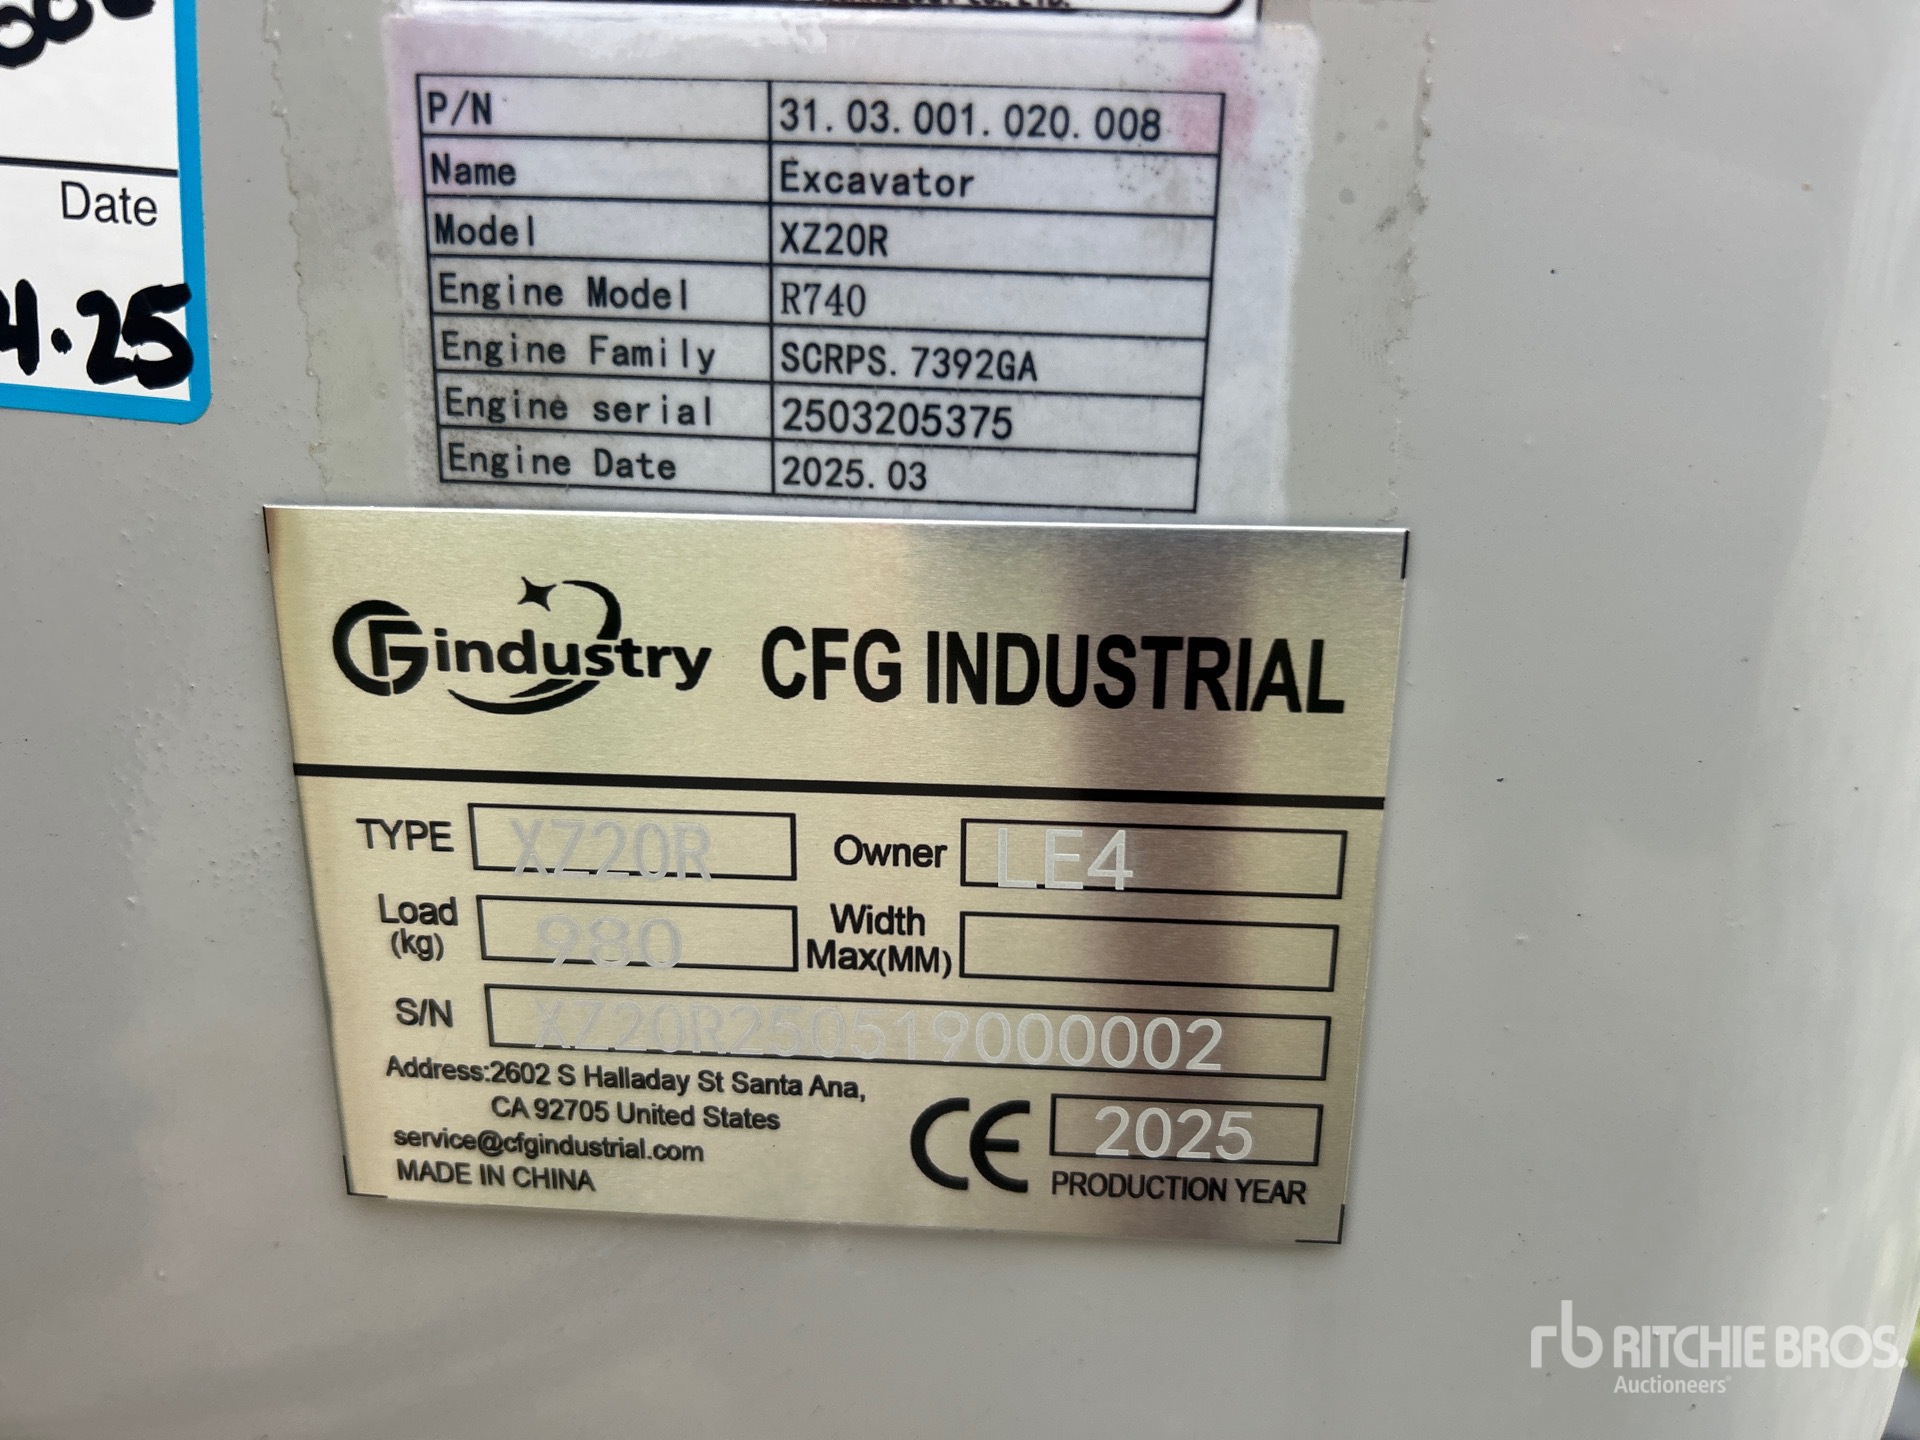 Date
4.25
P/N 31.03.001.020.008
Name Excavator
Model XZ20R
Engine Model R740
Engine Family SCRPS.7392GA
Engine serial 2503205375
Engine Date 2025.03
CFGindustry CFG INDUSTRIAL
TYPE XZ20R Owner LE4
Load (kg) 980 Width Max(MM)
S/N XZ20R250519000002
Address:2602 S Halladay St Santa Ana,
CA 92705 United States
service@cfgindustrial.com
MADE IN CHINA
CE 2025
PRODUCTION YEAR
rb RITCHIE BROS.
Auctioneers